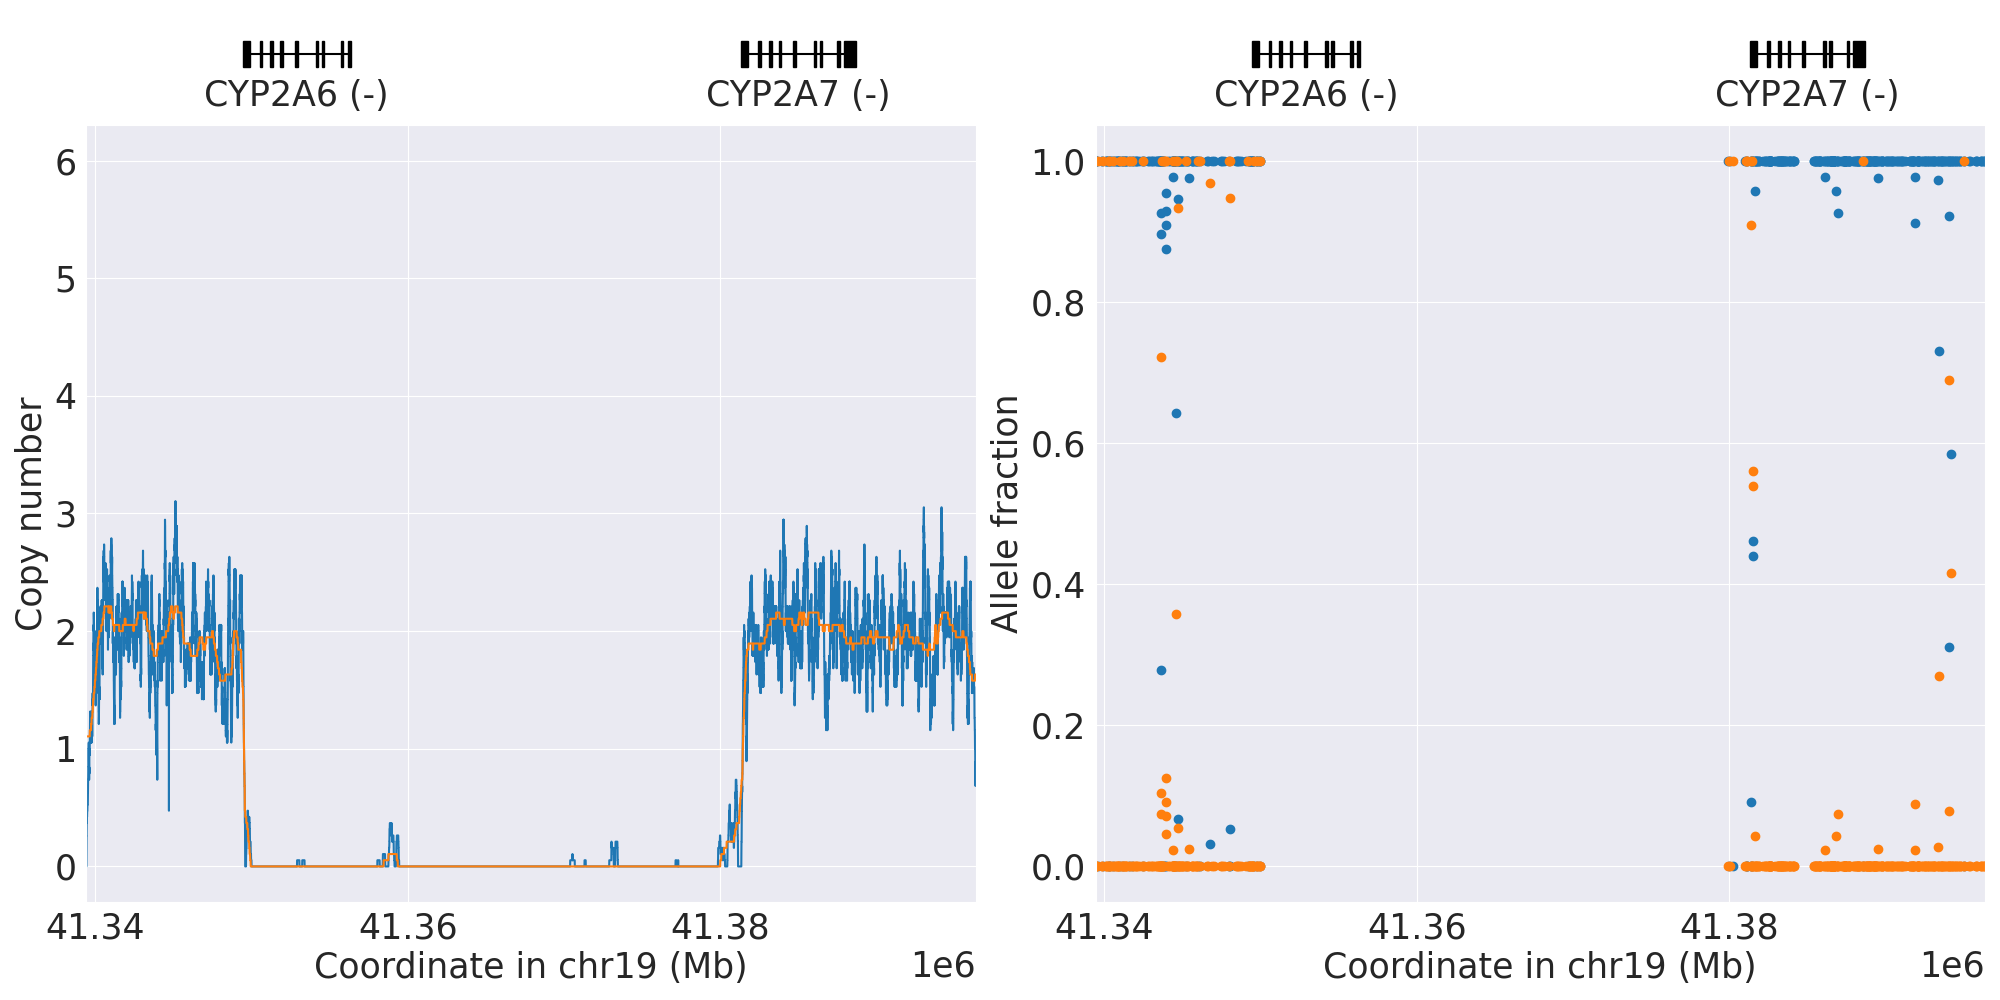 CYP2A6 (-)
CYP2A7 (-)
6
5
4
3
2
1
0
Copy number
41.34
41.36
41.38
Coordinate in chr19 (Mb)
1e6
CYP2A6 (-)
CYP2A7 (-)
1.0
0.8
0.6
0.4
0.2
0.0
Allele fraction
41.34
41.36
41.38
Coordinate in chr19 (Mb)
1e6